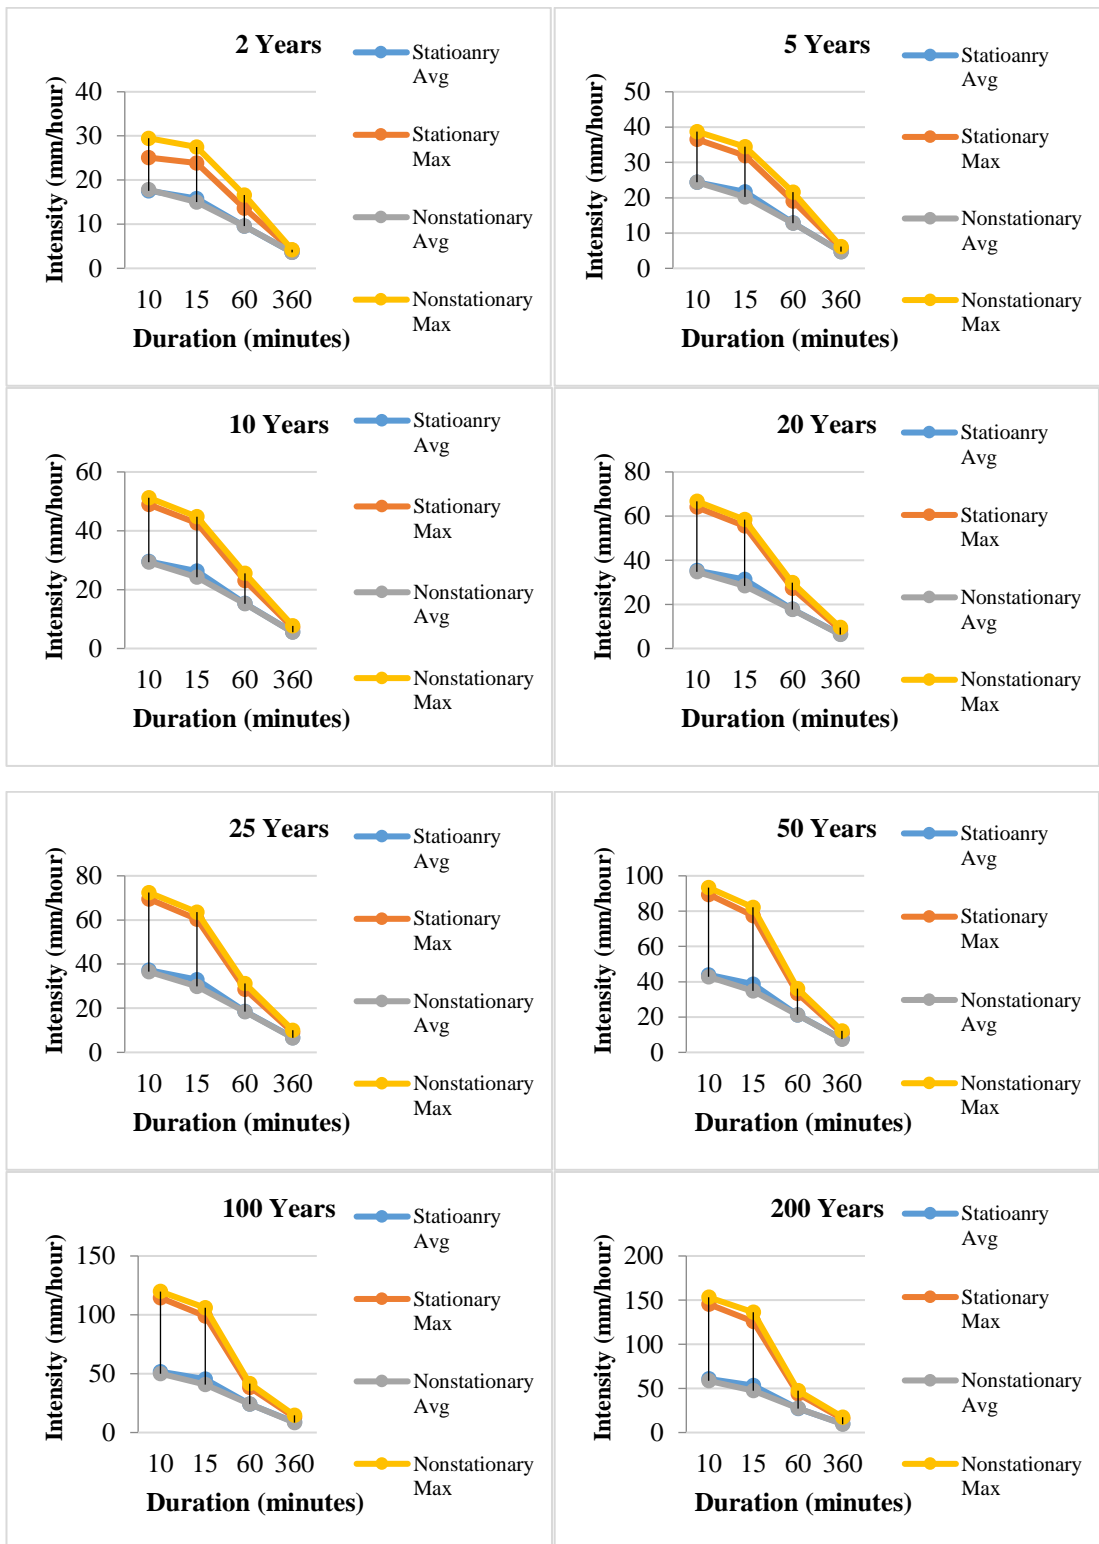 2 Years
Intensity (mm/hour)
40
30
20
10
0
10 15 60 360
Duration (minutes)
Statioanry
Avg
Stationary
Max
Nonstationary
Avg
Nonstationary
Max
5 Years
Intensity (mm/hour)
50
40
30
20
10
0
10 15 60 360
Duration (minutes)
Statioanry
Avg
Stationary
Max
Nonstationary
Avg
Nonstationary
Max
10 Years
Intensity (mm/hour)
60
40
20
0
10 15 60 360
Duration (minutes)
Statioanry
Avg
Stationary
Max
Nonstationary
Avg
Nonstationary
Max
20 Years
Intensity (mm/hour)
80
60
40
20
0
10 15 60 360
Duration (minutes)
Statioanry
Avg
Stationary
Max
Nonstationary
Avg
Nonstationary
Max
25 Years
Intensity (mm/hour)
80
60
40
20
0
10 15 60 360
Duration (minutes)
Statioanry
Avg
Stationary
Max
Nonstationary
Avg
Nonstationary
Max
50 Years
Intensity (mm/hour)
100
80
60
40
20
0
10 15 60 360
Duration (minutes)
Statioanry
Avg
Stationary
Max
Nonstationary
Avg
Nonstationary
Max
100 Years
Intensity (mm/hour)
150
100
50
0
10 15 60 360
Duration (minutes)
Statioanry
Avg
Stationary
Max
Nonstationary
Avg
Nonstationary
Max
200 Years
Intensity (mm/hour)
200
150
100
50
0
10 15 60 360
Duration (minutes)
Statioanry
Avg
Stationary
Max
Nonstationary
Avg
Nonstationary
Max